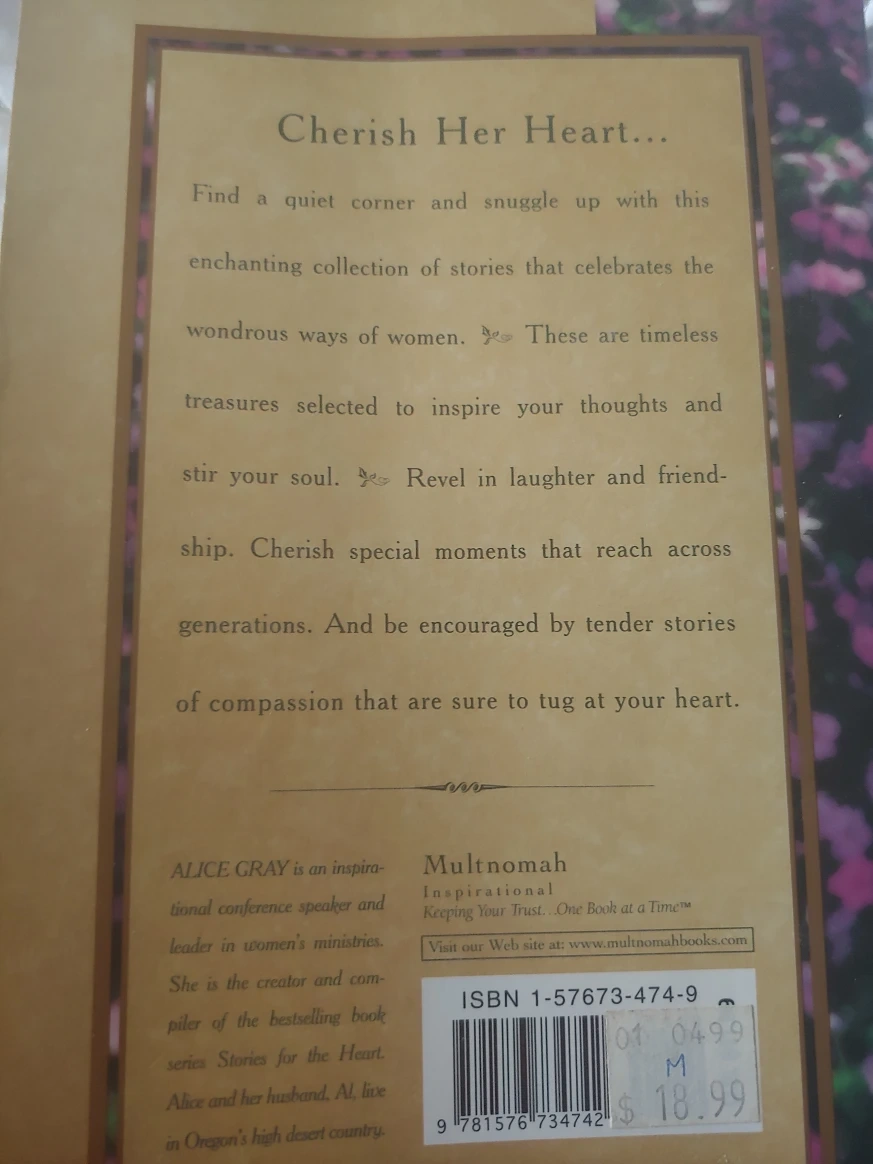 Cherish Her Heart...
Find a quiet corner and snuggle up with this
enchanting collection of stories that celebrates the
wondrous ways of women. These are timeless
treasures selected to inspire your thoughts and
stir your soul. Revel in laughter and friend-
ship. Cherish special moments that reach across
generations. And be encouraged by tender stories
of compassion that are sure to tug at your heart.
ALICE GRAY is an inspira-
tional conference speaker and
leader in women's ministries.
She is the creator and com-
piler of the bestselling book
series Stories for the Heart.
Alice and her husband, Al, live
in Oregon's high desert country.
Multnomah
Inspirational
Keeping Your Trust...One Book at a Time™
Visit our Web site at: www.multnomahbooks.com
ISBN 1-57673-474-9
9 781576 734742
01 0499
M
$ 18.99